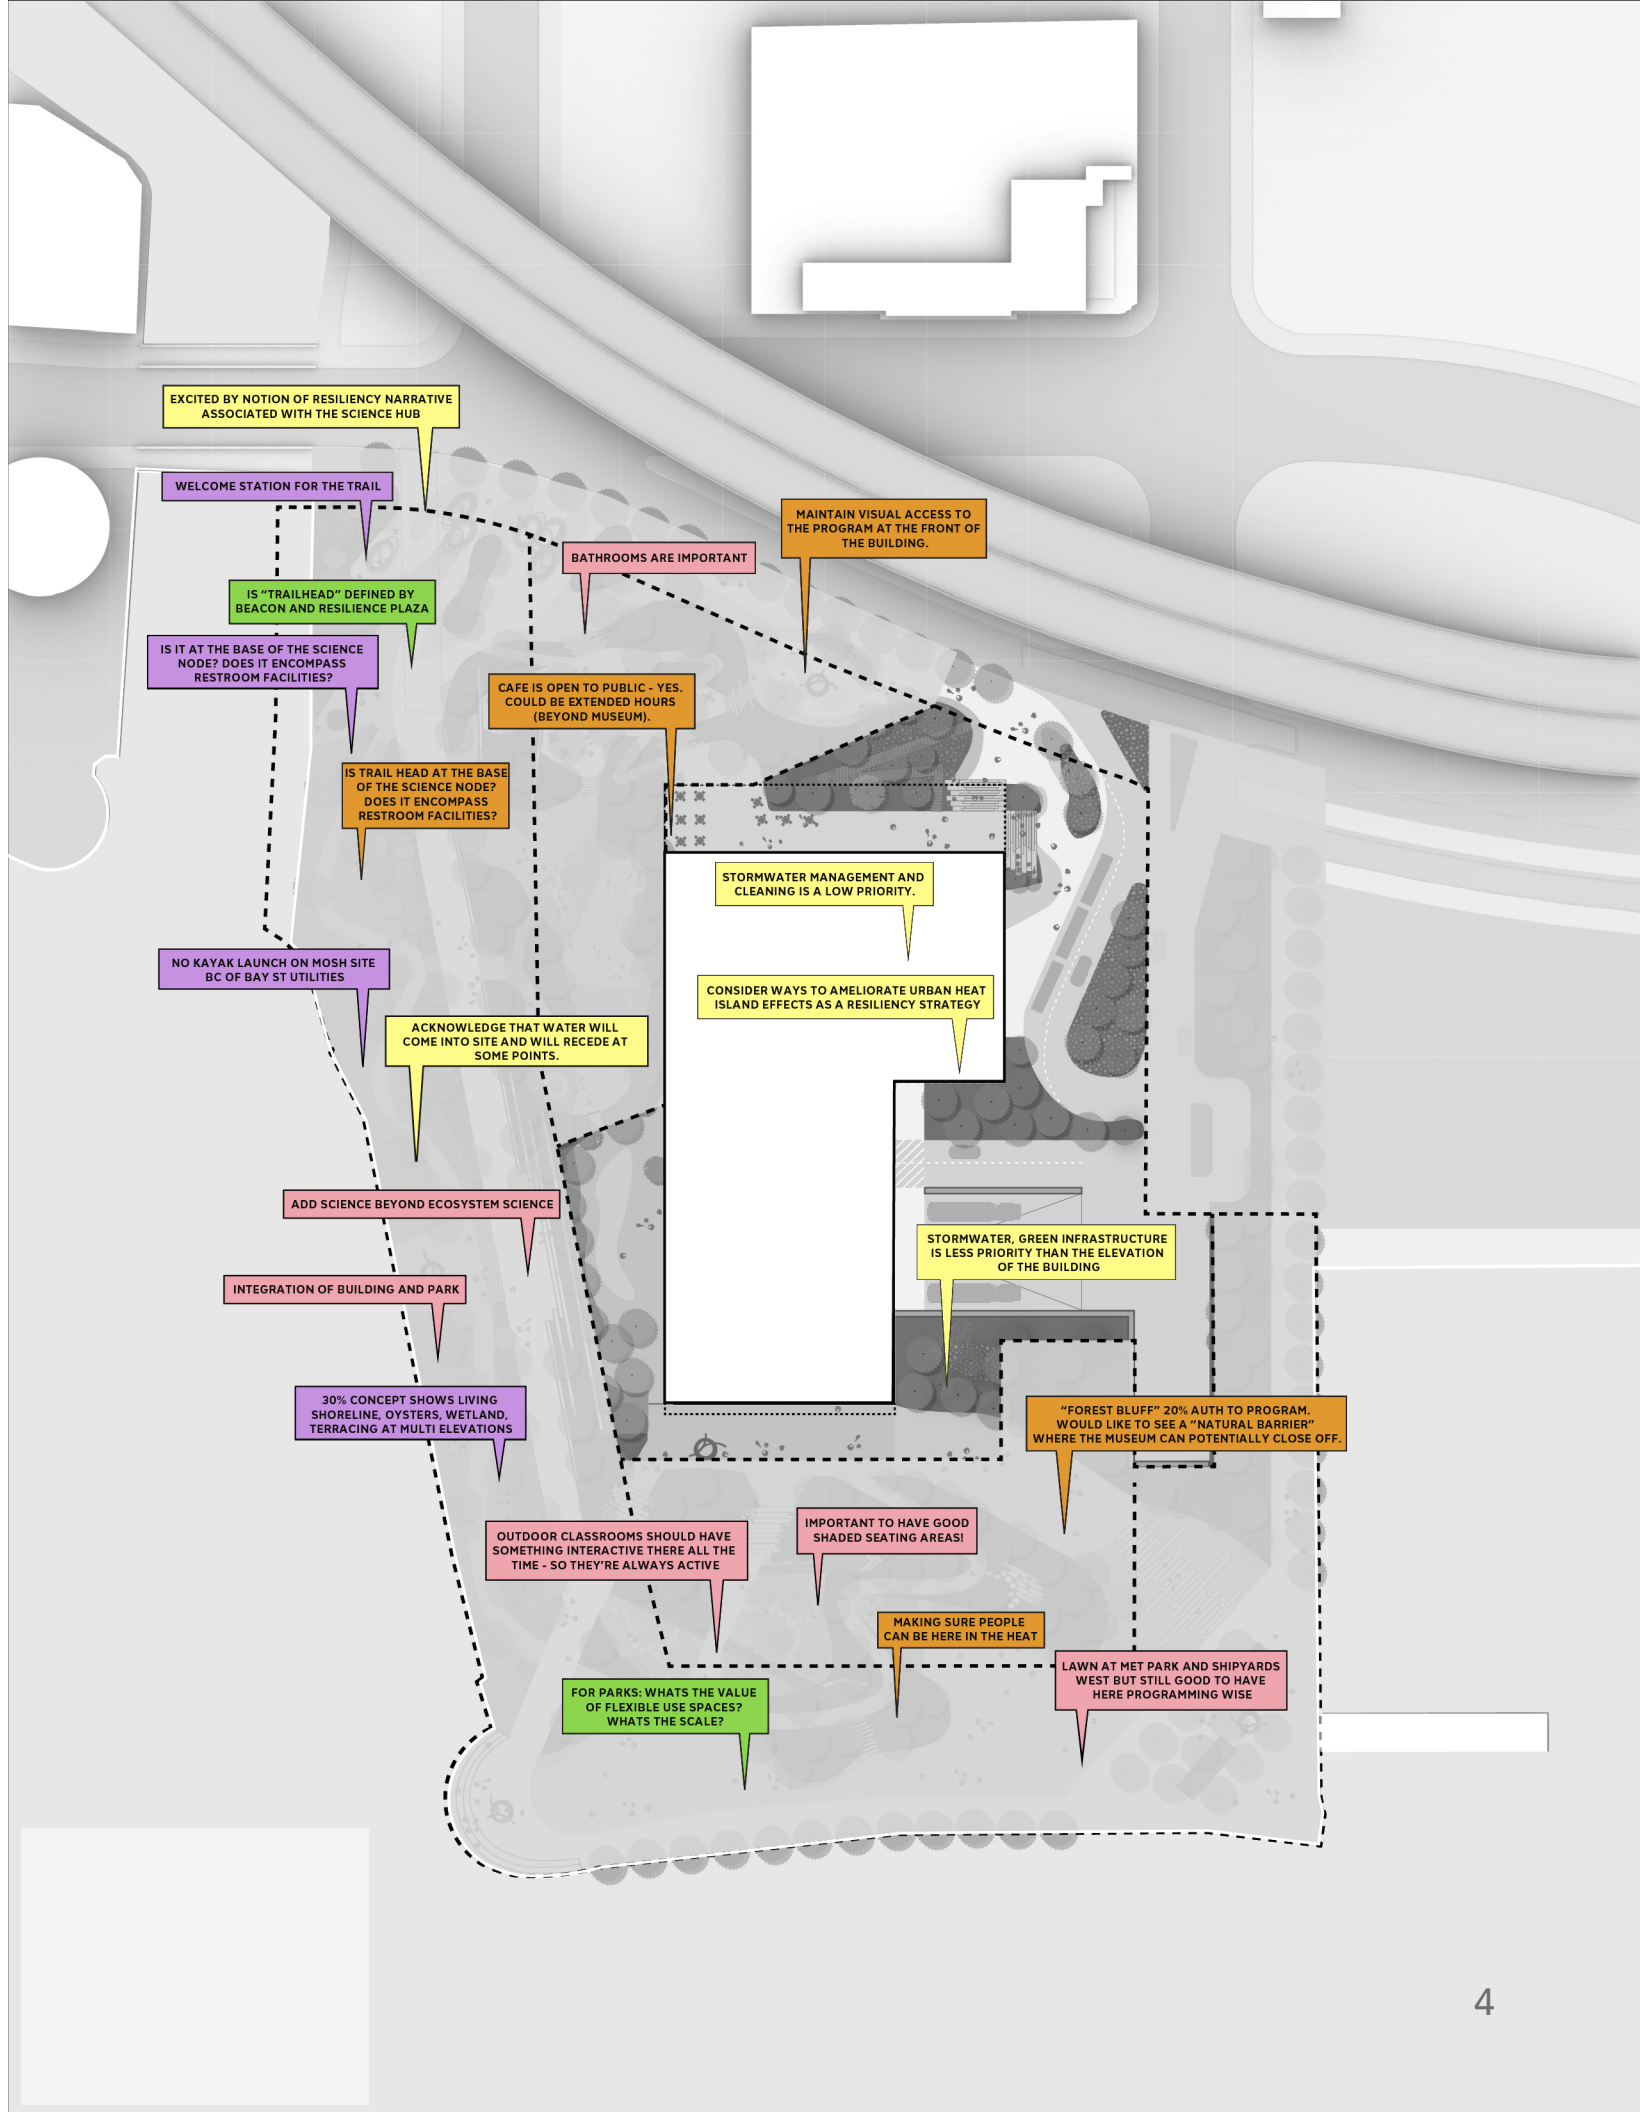 EXCITED BY NOTION OF RESILIENCY NARRATIVE
ASSOCIATED WITH THE SCIENCE HUB
WELCOME STATION FOR THE TRAIL
MAINTAIN VISUAL ACCESS TO
THE PROGRAM AT THE FRONT OF
THE BUILDING.
BATHROOMS ARE IMPORTANT
IS “TRAILHEAD” DEFINED BY
BEACON AND RESILIENCE PLAZA
IS IT AT THE BASE OF THE SCIENCE
NODE? DOES IT ENCOMPASS
RESTROOM FACILITIES?
CAFE IS OPEN TO PUBLIC - YES.
COULD BE EXTENDED HOURS
(BEYOND MUSEUM).
IS TRAIL HEAD AT THE BASE
OF THE SCIENCE NODE?
DOES IT ENCOMPASS
RESTROOM FACILITIES?
STORMWATER MANAGEMENT AND
CLEANING IS A LOW PRIORITY.
NO KAYAK LAUNCH ON MOSH SITE
BC OF BAY ST UTILITIES
CONSIDER WAYS TO AMELIORATE URBAN HEAT
ISLAND EFFECTS AS A RESILIENCY STRATEGY
ACKNOWLEDGE THAT WATER WILL
COME INTO SITE AND WILL RECEDE AT
SOME POINTS.
ADD SCIENCE BEYOND ECOSYSTEM SCIENCE
STORMWATER, GREEN INFRASTRUCTURE
IS LESS PRIORITY THAN THE ELEVATION
OF THE BUILDING
INTEGRATION OF BUILDING AND PARK
30% CONCEPT SHOWS LIVING
SHORELINE, OYSTERS, WETLAND,
TERRACING AT MULTI ELEVATIONS
“FOREST BLUFF” 20% AUTH TO PROGRAM.
WOULD LIKE TO SEE A “NATURAL BARRIER”
WHERE THE MUSEUM CAN POTENTIALLY CLOSE OFF.
OUTDOOR CLASSROOMS SHOULD HAVE
SOMETHING INTERACTIVE THERE ALL THE
TIME - SO THEY’RE ALWAYS ACTIVE
IMPORTANT TO HAVE GOOD
SHADED SEATING AREAS!
MAKING SURE PEOPLE
CAN BE HERE IN THE HEAT
LAWN AT MET PARK AND SHIPYARDS
WEST BUT STILL GOOD TO HAVE
HERE PROGRAMMING WISE
FOR PARKS: WHATS THE VALUE
OF FLEXIBLE USE SPACES?
WHATS THE SCALE?
4